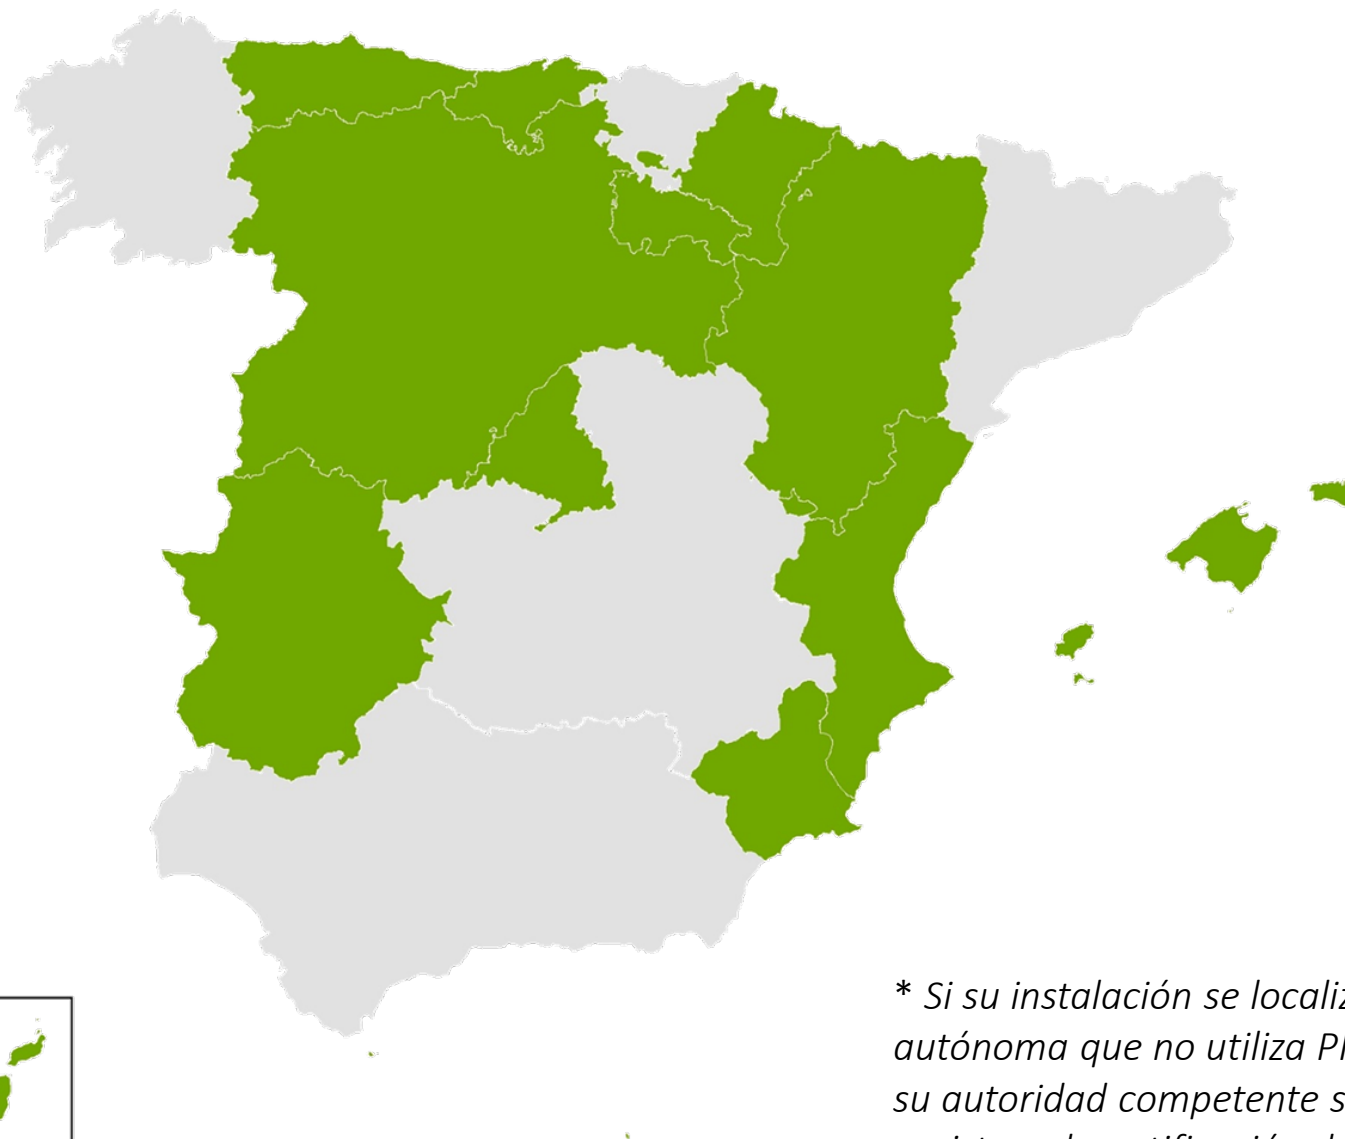 * Si su instalación se localiz
autónoma que no utiliza
su autoridad competente s